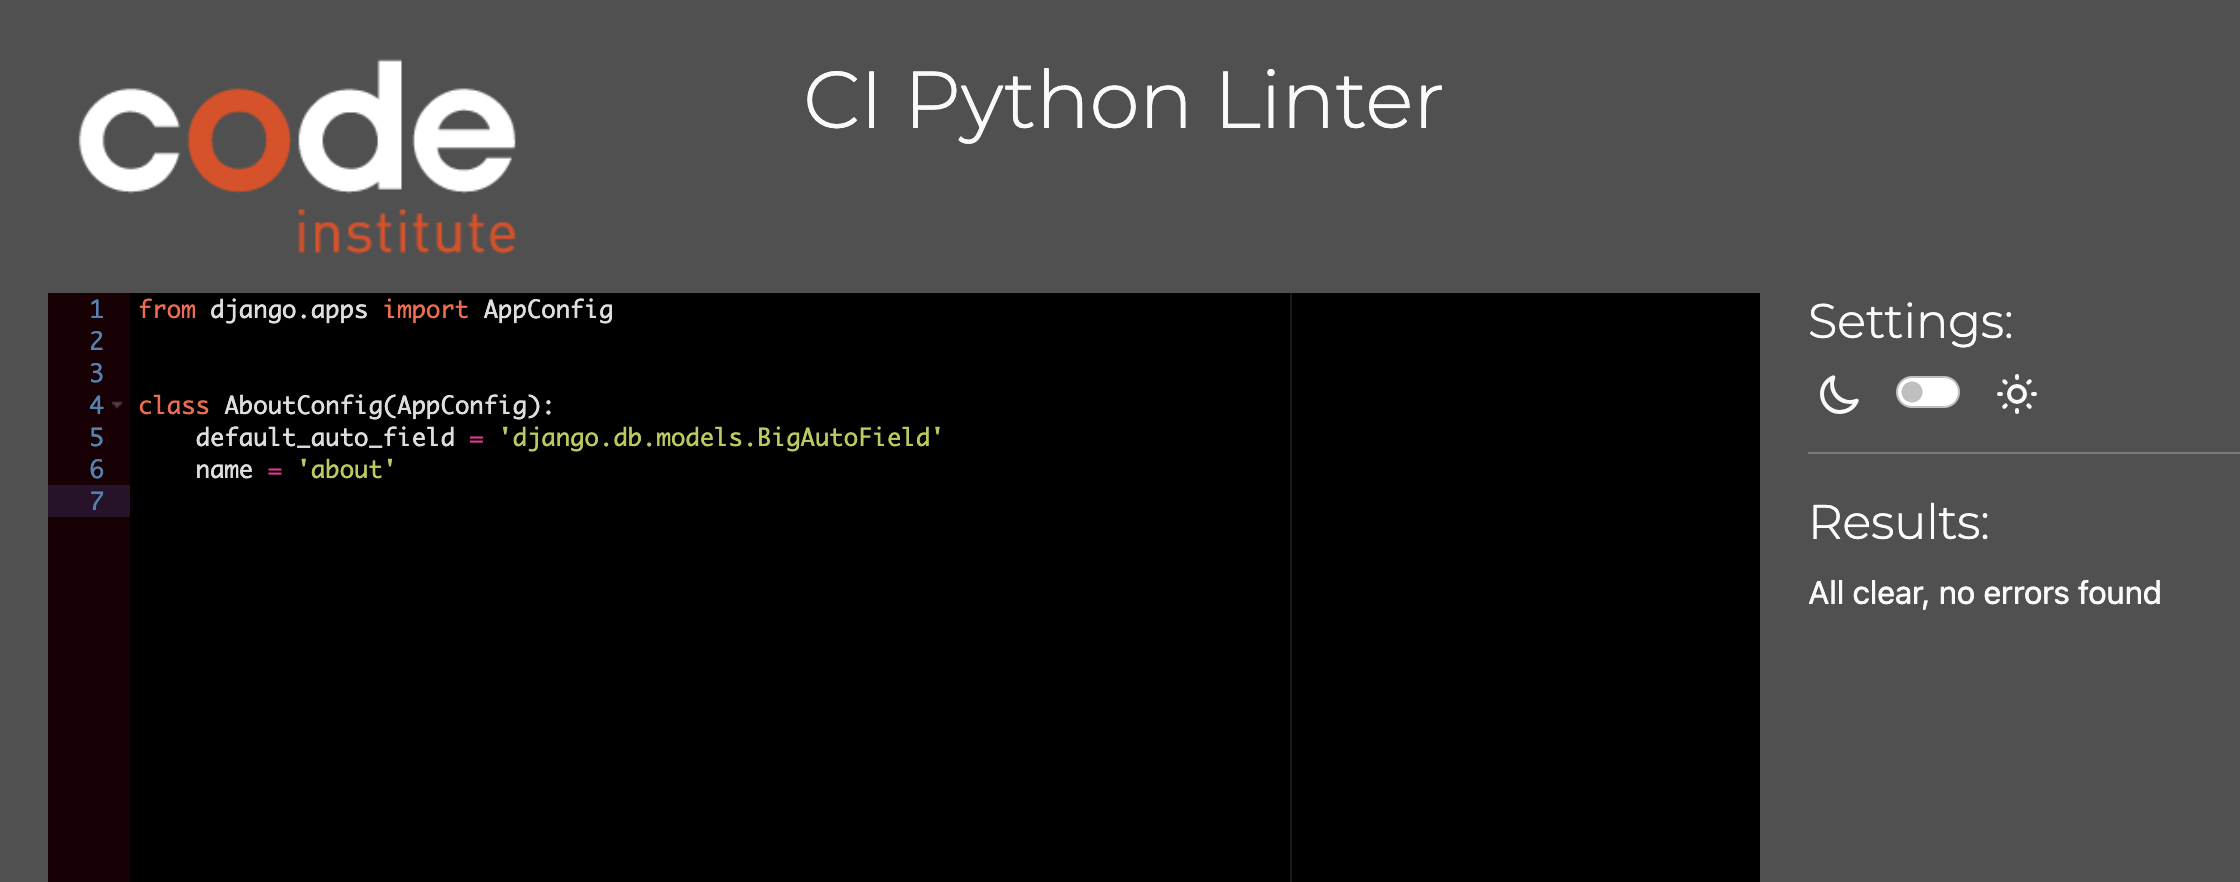 code
institute
CI Python Linter
1 from django.apps import AppConfig
2
3
4 class AboutConfig(AppConfig):
5     default_auto_field = 'django.db.models.BigAutoField'
6     name = 'about'
7
Settings:
Results:
All clear, no errors found